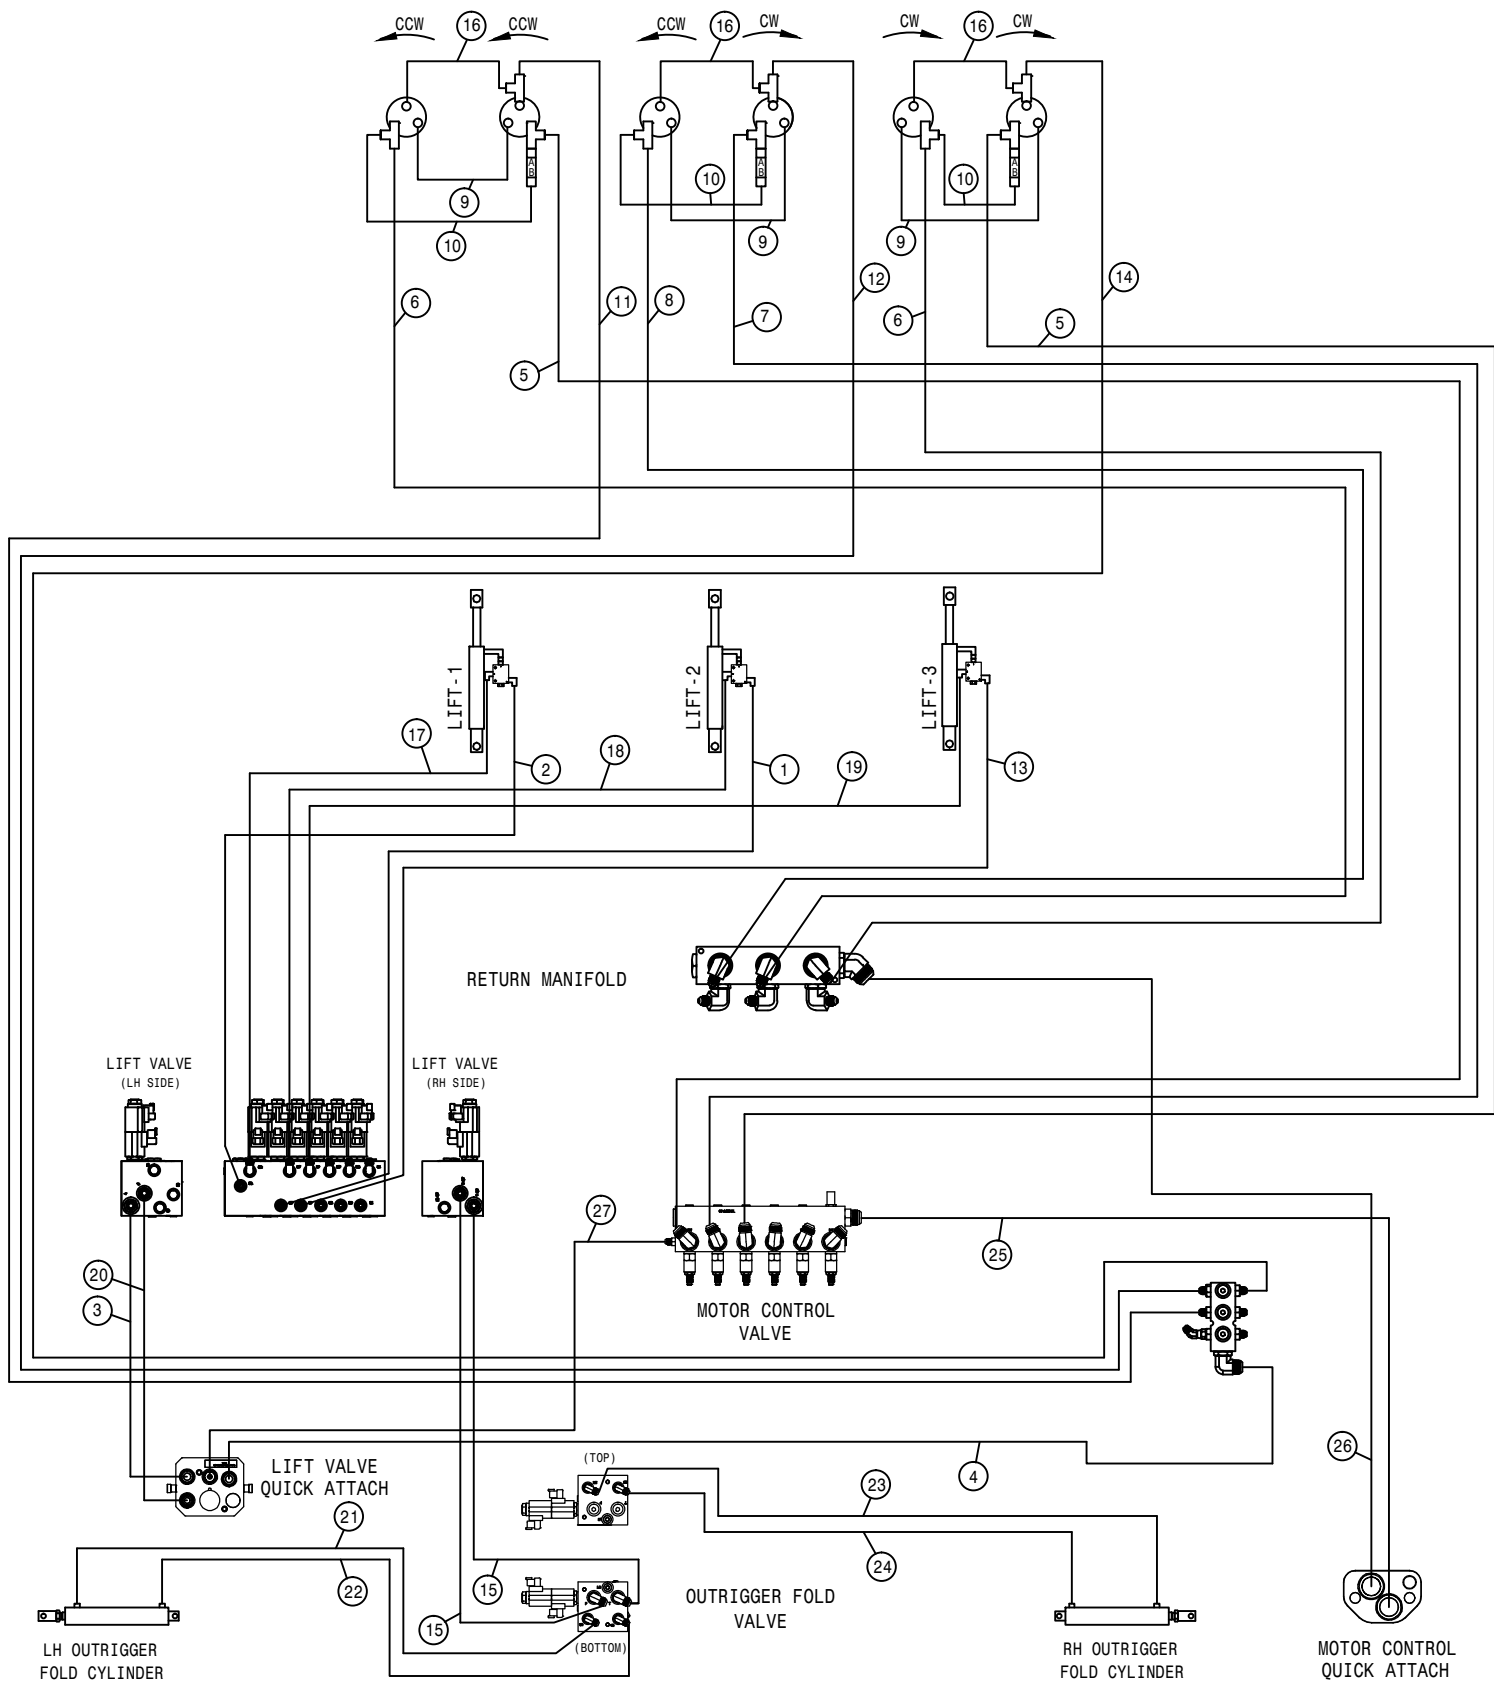 CCW 16 CCW CCW 16 CW CW 16 CW
A
B
A
B
A
B
9
10
10
9
10
9
6
11
8
7
12
6
5
14
5
LIFT-1
LIFT-2
LIFT-3
17
2
18
1
19
13
RETURN MANIFOLD
LIFT VALVE
(LH SIDE)
LIFT VALVE
(RH SIDE)
27
25
20
3
MOTOR CONTROL
VALVE
LIFT VALVE
QUICK ATTACH
(TOP)
4
26
23
24
21
22
15
15
OUTRIGGER FOLD
VALVE
(BOTTOM)
LH OUTRIGGER
FOLD CYLINDER
RH OUTRIGGER
FOLD CYLINDER
MOTOR CONTROL
QUICK ATTACH